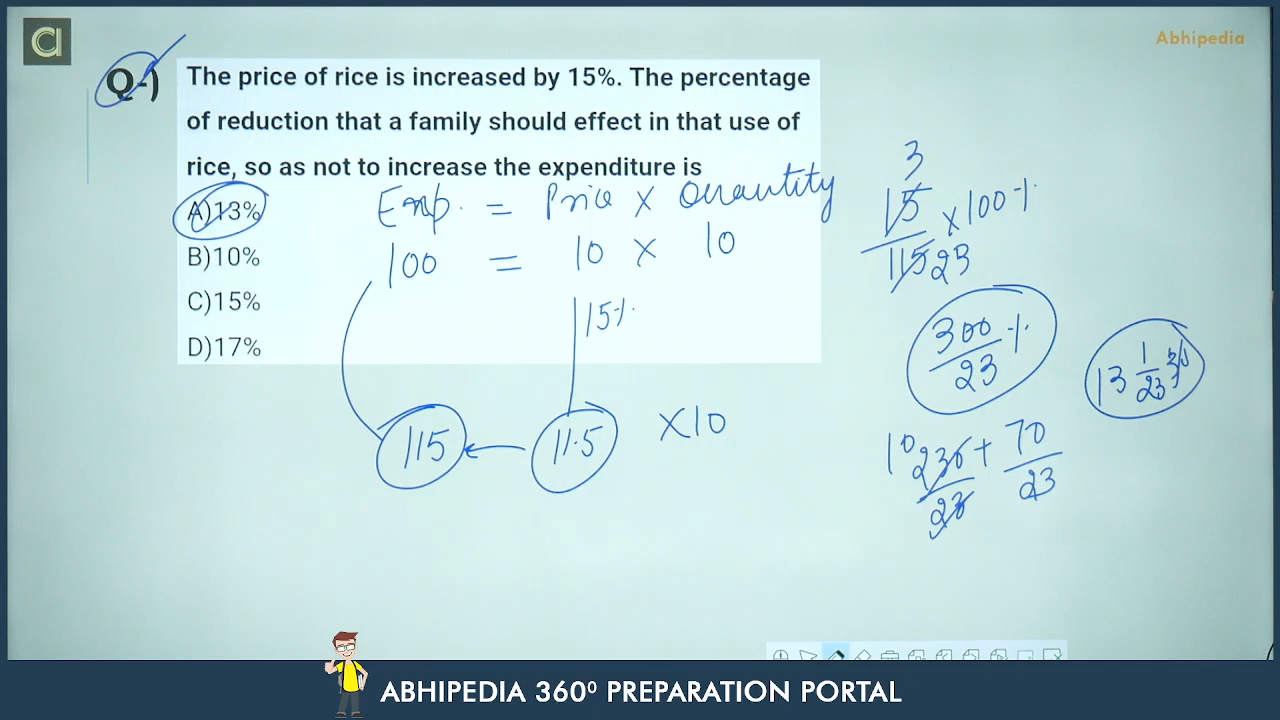 Abhipedia
Q-)
The price of rice is increased by 15%. The percentage
of reduction that a family should effect in that use of
rice, so as not to increase the expenditure is
A)13%
B)10%
C)15%
D)17%
Exp. = Price × Quantity
100 = 10 × 10
15%
115 ← 11.5 ×10
3
15
115 23
×100%
300
23 %
13 1
23 %
10 230 + 70
23 23
ABHIPEDIA 360⁰ PREPARATION PORTAL